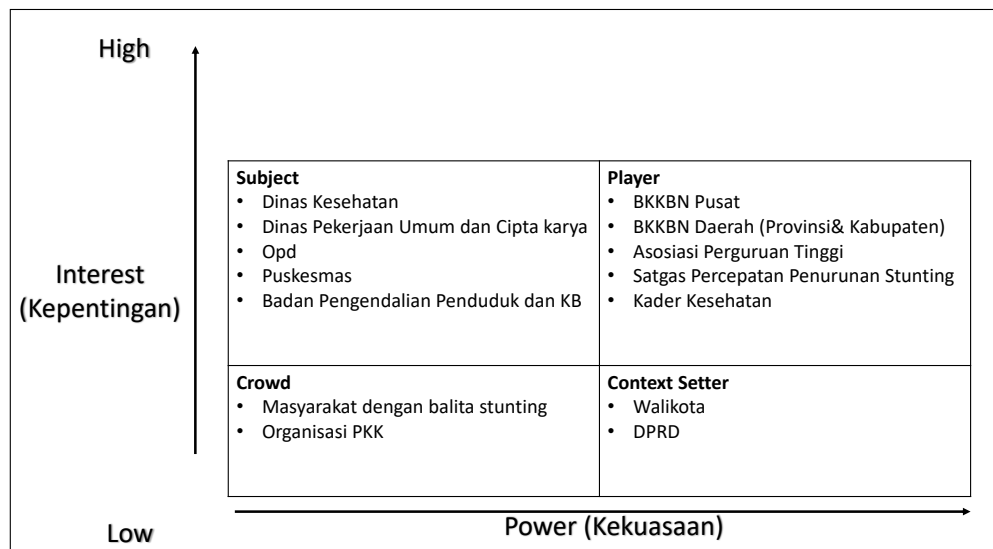 High
Interest
(Kepentingan)
Low
Subject
• Dinas Kesehatan
• Dinas Pekerjaan Umum dan Cipta karya
• Opd
• Puskesmas
• Badan Pengendalian Penduduk dan KB
Player
• BKKBN Pusat
• BKKBN Daerah (Provinsi& Kabupaten)
• Asosiasi Perguruan Tinggi
• Satgas Percepatan Penurunan Stunting
• Kader Kesehatan
Crowd
• Masyarakat dengan balita stunting
• Organisasi PKK
Context Setter
• Walikota
• DPRD
Power (Kekuasaan)